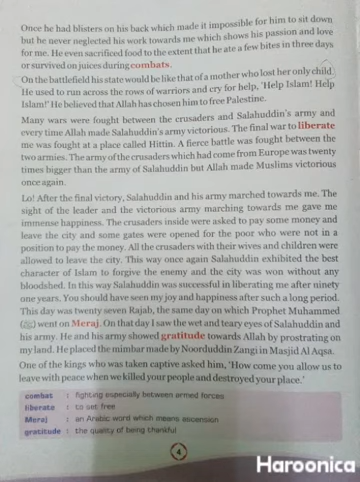 Once he had blisters on his back which made it impossible for him to sit down
but he never neglected his work towards me which shows his passion and love
for me. He even sacrificed food to the extent that he ate a few bites in three days
or survived on juices during combats.
On the battlefield his state would be like that of a mother who lost her only child.
He used to run across the rows of warriors and cry for help, 'Help Islam! Help
Islam!' He believed that Allah has chosen him to free Palestine.
Many wars were fought between the crusaders and Salahuddin's army and
every time Allah made Salahuddin's army victorious. The final war to liberate
me was fought at a place called Hittin. A fierce battle was fought between the
two armies. The army of the crusaders which had come from Europe was twenty
times bigger than the army of Salahuddin but Allah made Muslims victorious
once again.
Lo! After the final victory, Salahuddin and his army marched towards me. The
sight of the leader and the victorious army marching towards me gave me
immense happiness. The crusaders inside were asked to pay some money and
leave the city and some gates were opened for the poor who were not in a
position to pay the money. All the crusaders with their wives and children were
allowed to leave the city. This way once again Salahuddin exhibited the best
character of Islam to forgive the enemy and the city was won without any
bloodshed. In this way Salahuddin was successful in liberating me after ninety
one years. You should have seen my joy and happiness after such a long period.
This day was twenty seven Rajab, the same day on which Prophet Muhammed
(ﷺ) went on Meraj. On that day I saw the wet and teary eyes of Salahuddin and
his army. He and his army showed gratitude towards Allah by prostrating on
my land. He placed the mimbar made by Noorduddin Zangi in Masjid Al Aqsa.
One of the kings who was taken captive asked him, 'How come you allow us to
leave with peace when we killed your people and destroyed your place.'
combat : fighting especially between armed forces
liberate : to set free
Meraj : an Arabic word which means ascension
gratitude : the quality of being thankful
4
Haroonica